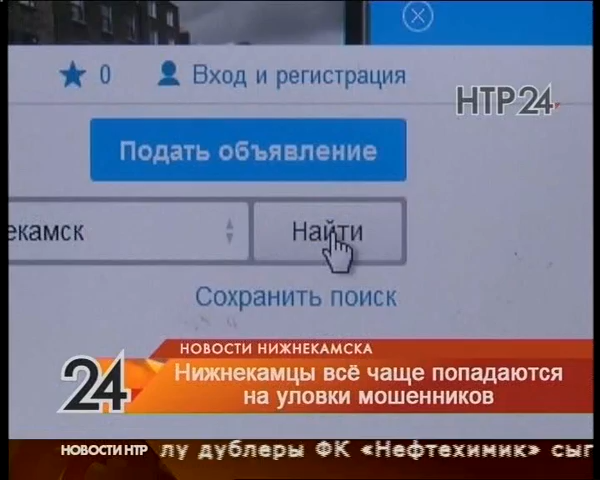 0 Вход и регистрация
НТР24
Подать объявление
екамск Найти
Сохранить поиск
НОВОСТИ НИЖНЕКАМСКА
24 Нижнекамцы всё чаще попадаются
на уловки мошенников
НОВОСТИ НТР лу дублеры ФК «Нефтехимик» сыг